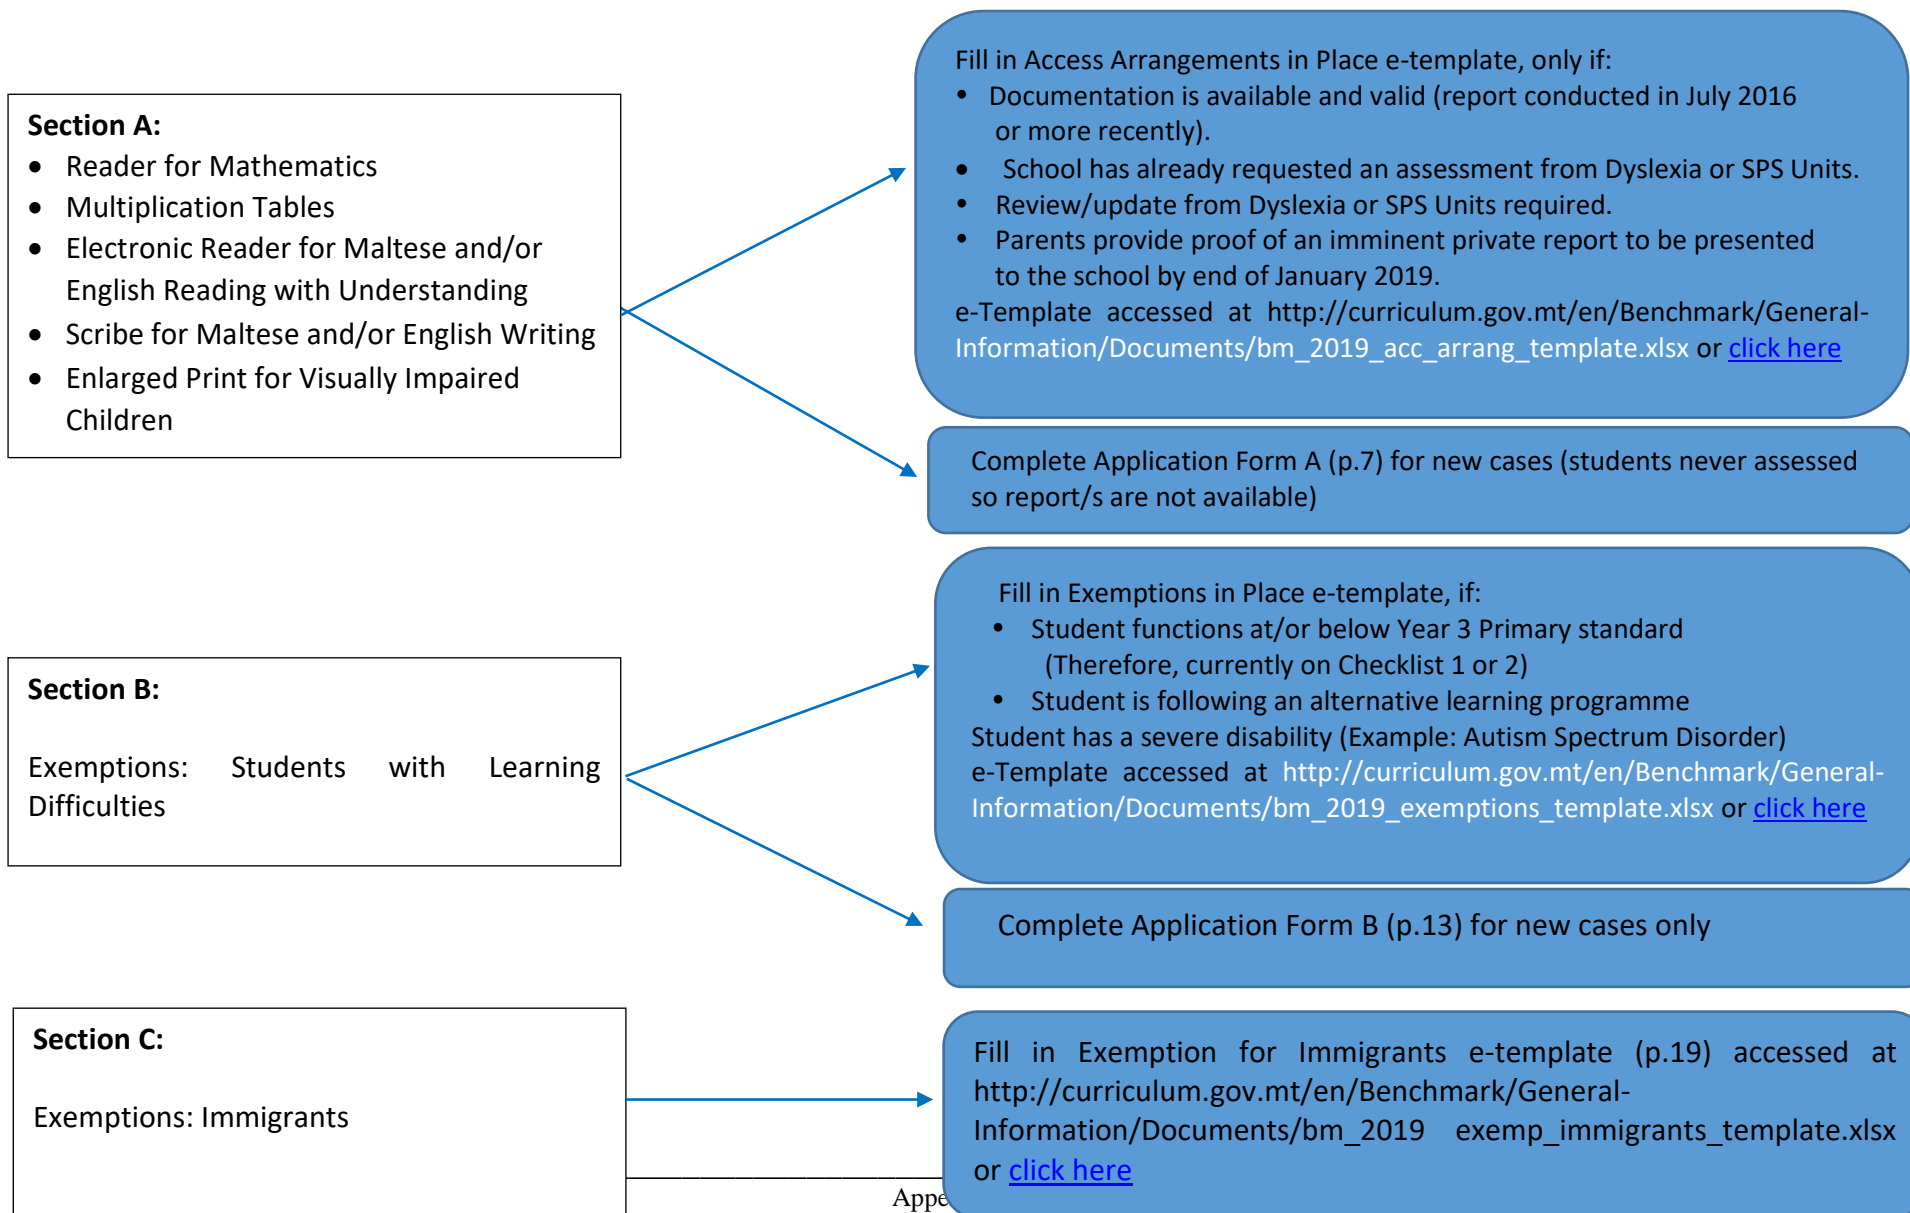 Section A:
• Reader for Mathematics
• Multiplication Tables
• Electronic Reader for Maltese and/or
English Reading with Understanding
• Scribe for Maltese and/or English Writing
• Enlarged Print for Visually Impaired
Children
Fill in Access Arrangements in Place e-template, only if:
• Documentation is available and valid (report conducted in July 2016
or more recently).
• School has already requested an assessment from Dyslexia or SPS Units.
• Review/update from Dyslexia or SPS Units required.
• Parents provide proof of an imminent private report to be presented
to the school by end of January 2019.
e-Template accessed at http://curriculum.gov.mt/en/Benchmark/General-
Information/Documents/bm_2019_acc_arrang_template.xlsx or click here
Complete Application Form A (p.7) for new cases (students never assessed
so report/s are not available)
Section B:
Exemptions: Students with Learning
Difficulties
Fill in Exemptions in Place e-template, if:
• Student functions at/or below Year 3 Primary standard
(Therefore, currently on Checklist 1 or 2)
• Student is following an alternative learning programme
Student has a severe disability (Example: Autism Spectrum Disorder)
e-Template accessed at http://curriculum.gov.mt/en/Benchmark/General-
Information/Documents/bm_2019_exemptions_template.xlsx or click here
Complete Application Form B (p.13) for new cases only
Section C:
Exemptions: Immigrants
Fill in Exemption for Immigrants e-template (p.19) accessed at
http://curriculum.gov.mt/en/Benchmark/General-
Information/Documents/bm_2019 exemp_immigrants_template.xlsx
or click here